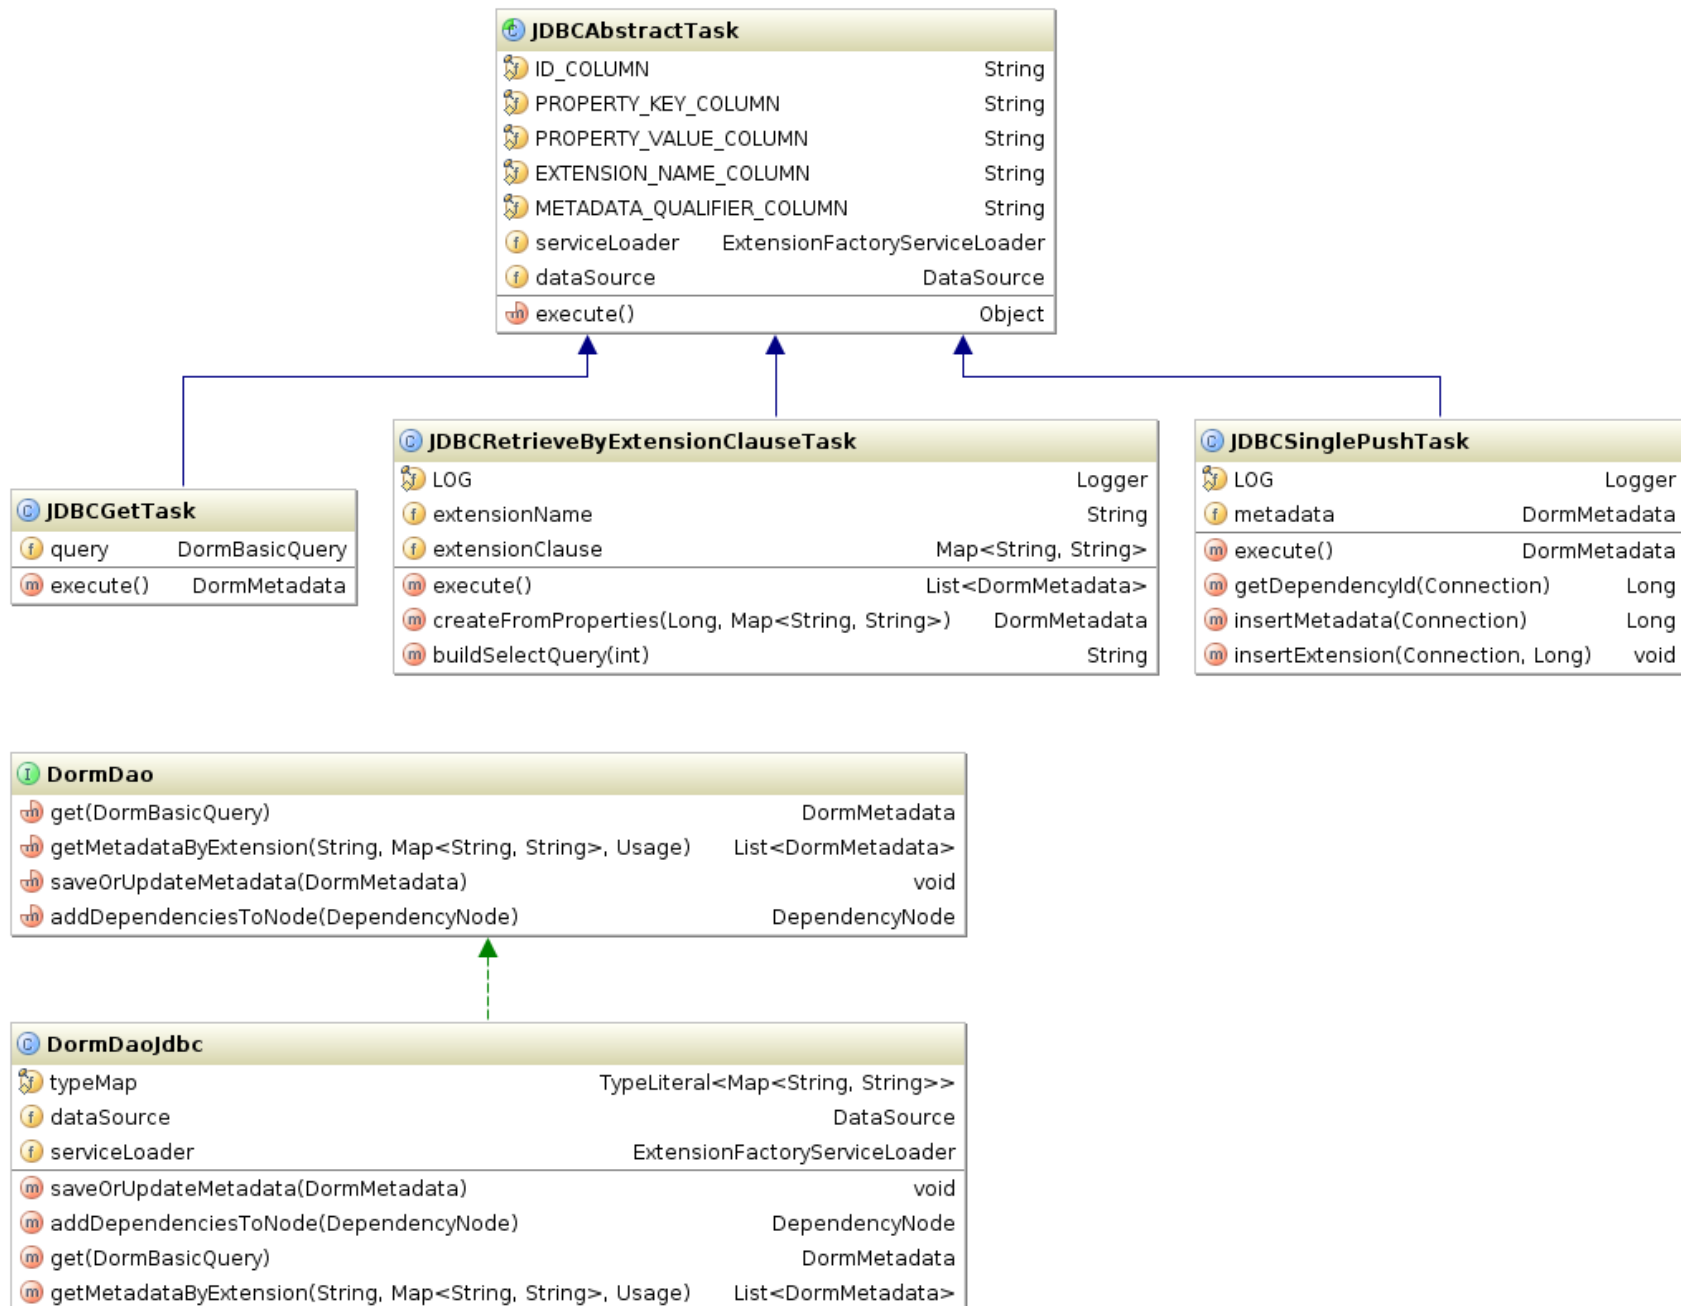 JDBCAbstractTask
ID_COLUMN String
PROPERTY_KEY_COLUMN String
PROPERTY_VALUE_COLUMN String
EXTENSION_NAME_COLUMN String
METADATA_QUALIFIER_COLUMN String
serviceLoader ExtensionFactoryServiceLoader
dataSource DataSource
execute() Object
JDBCGetTask
query DormBasicQuery
execute() DormMetadata
JDBCRetrieveByExtensionClauseTask
LOG Logger
extensionName String
extensionClause Map<String, String>
execute() List<DormMetadata>
createFromProperties(Long, Map<String, String>) DormMetadata
buildSelectQuery(int) String
JDBCSinglePushTask
LOG Logger
metadata DormMetadata
execute() DormMetadata
getDependencyId(Connection) Long
insertMetadata(Connection) Long
insertExtension(Connection, Long) void
DormDao
get(DormBasicQuery) DormMetadata
getMetadataByExtension(String, Map<String, String>, Usage) List<DormMetadata>
saveOrUpdateMetadata(DormMetadata) void
addDependenciesToNode(DependencyNode) DependencyNode
DormDaoJdbc
typeMap TypeLiteral<Map<String, String>>
dataSource DataSource
serviceLoader ExtensionFactoryServiceLoader
saveOrUpdateMetadata(DormMetadata) void
addDependenciesToNode(DependencyNode) DependencyNode
get(DormBasicQuery) DormMetadata
getMetadataByExtension(String, Map<String, String>, Usage) List<DormMetadata>